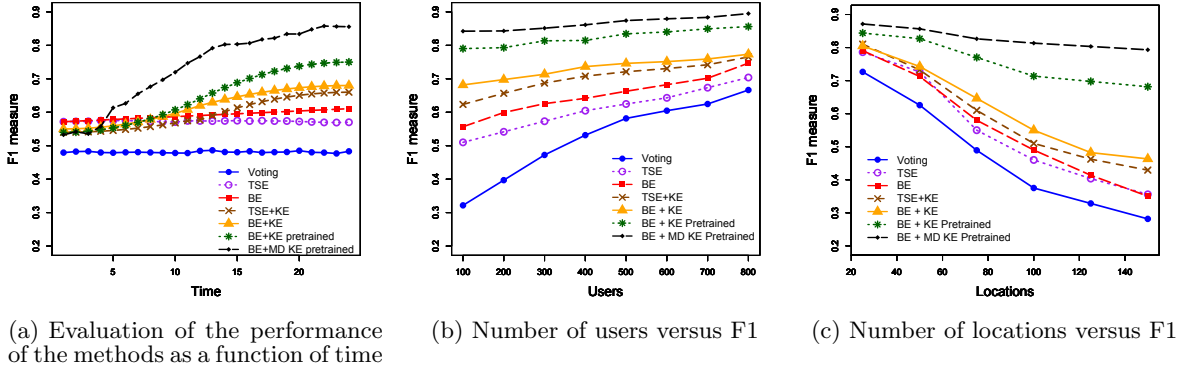 0.9
0.8
0.7
0.6
0.5
0.4
0.3
0.2
F1 measure
5 10 15 20
Time
Voting
TSE
BE
TSE+KE
BE+KE
BE+KE pretrained
BE+MD KE pretrained
(a) Evaluation of the performance
of the methods as a function of time
0.9
0.8
0.7
0.6
0.5
0.4
0.3
0.2
F1 measure
100 200 300 400 500 600 700 800
Users
Voting
TSE
BE
TSE+KE
BE + KE
BE + KE Pretrained
BE + MD KE Pretrained
(b) Number of users versus F1
0.9
0.8
0.7
0.6
0.5
0.4
0.3
0.2
F1 measure
20 40 60 80 100 120 140
Locations
Voting
TSE
BE
TSE+KE
BE + KE
BE + KE Pretrained
BE + MD KE Pretrained
(c) Number of locations versus F1